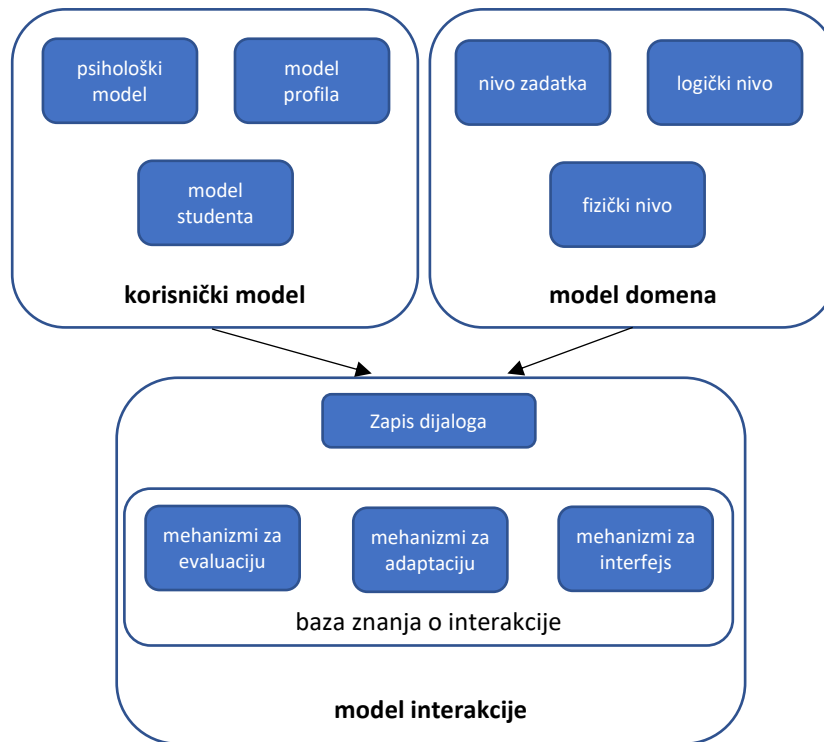 psihološki
model
model
profila
model
studenta
korisnički model
nivo zadatka
logički nivo
fizički nivo
model domena
Zapis dijaloga
mehanizmi za
evaluaciju
mehanizmi za
adaptaciju
mehanizmi za
interfejs
baza znanja o interakcije
model interakcije